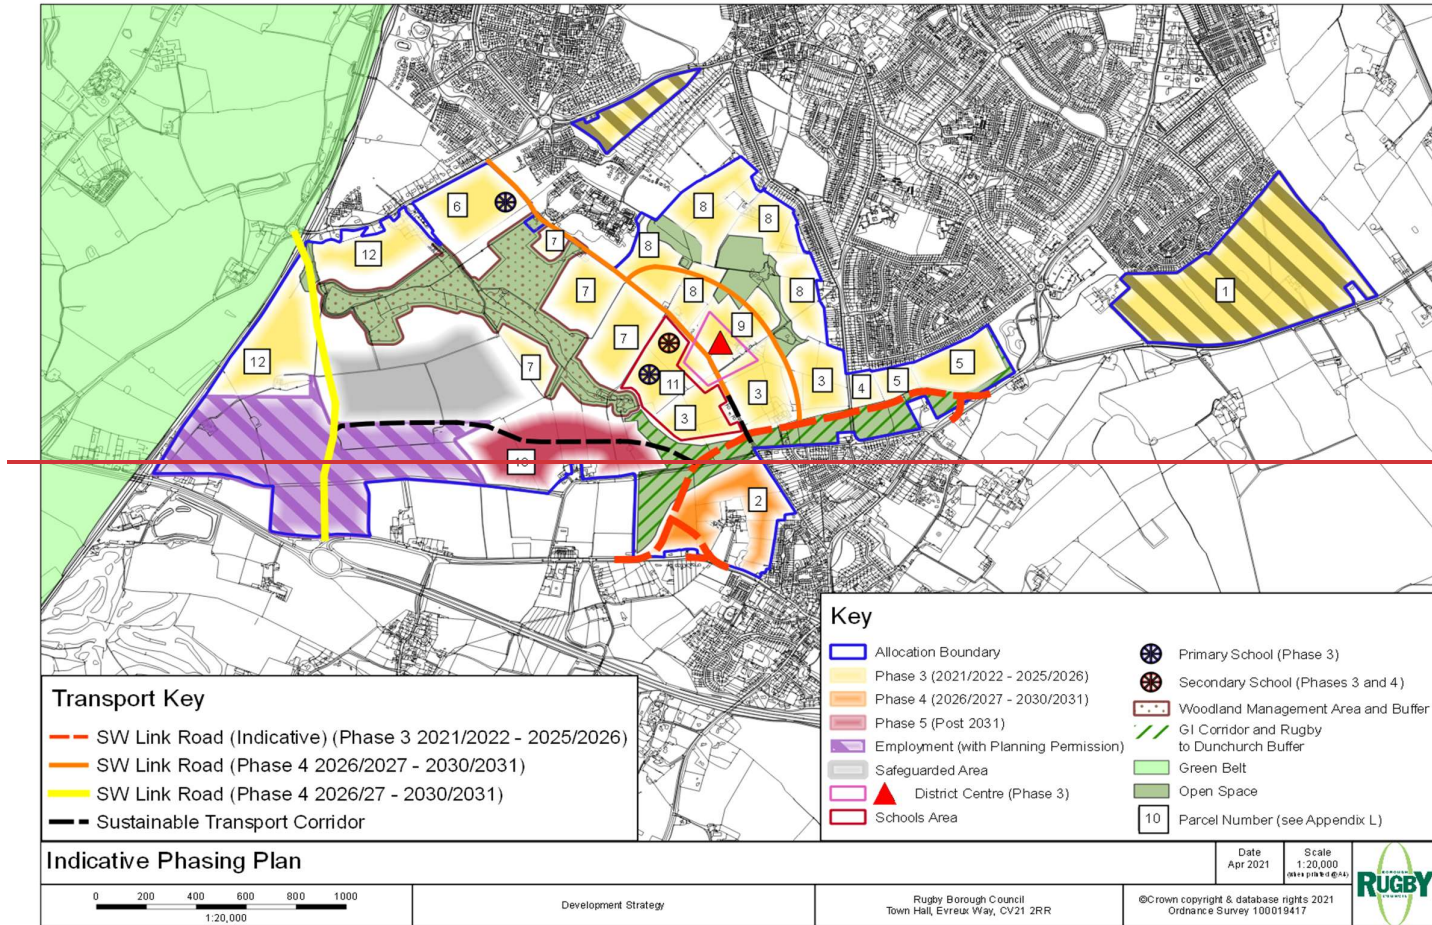 6
8
8
12
7
8
1
7
8
8
9
7
12
7
11
3
3
3
4
5
5
10
2
Key
Allocation Boundary
Phase 3 (2021/2022 - 2025/2026)
Phase 4 (2026/2027 - 2030/2031)
Phase 5 (Post 2031)
Employment (with Planning Permission)
Safeguarded Area
District Centre (Phase 3)
Schools Area
Primary School (Phase 3)
Secondary School (Phases 3 and 4)
Woodland Management Area and Buffer
GI Corridor and Rugby
to Dunchurch Buffer
Green Belt
Open Space
10 Parcel Number (see Appendix L)
Transport Key
SW Link Road (Indicative) (Phase 3 2021/2022 - 2025/2026)
SW Link Road (Phase 4 2026/2027 - 2030/2031)
SW Link Road (Phase 4 2026/27 - 2030/2031)
Sustainable Transport Corridor
Indicative Phasing Plan
Date
Apr 2021
Scale
1:20,000
(when printed @A4)
0 200 400 600 800 1000
1:20,000
Development Strategy
Rugby Borough Council
Town Hall, Evreux Way, CV21 2RR
©Crown copyright & database rights 2021
Ordnance Survey 100019417
BOROUGH
RUGBY
COUNCIL